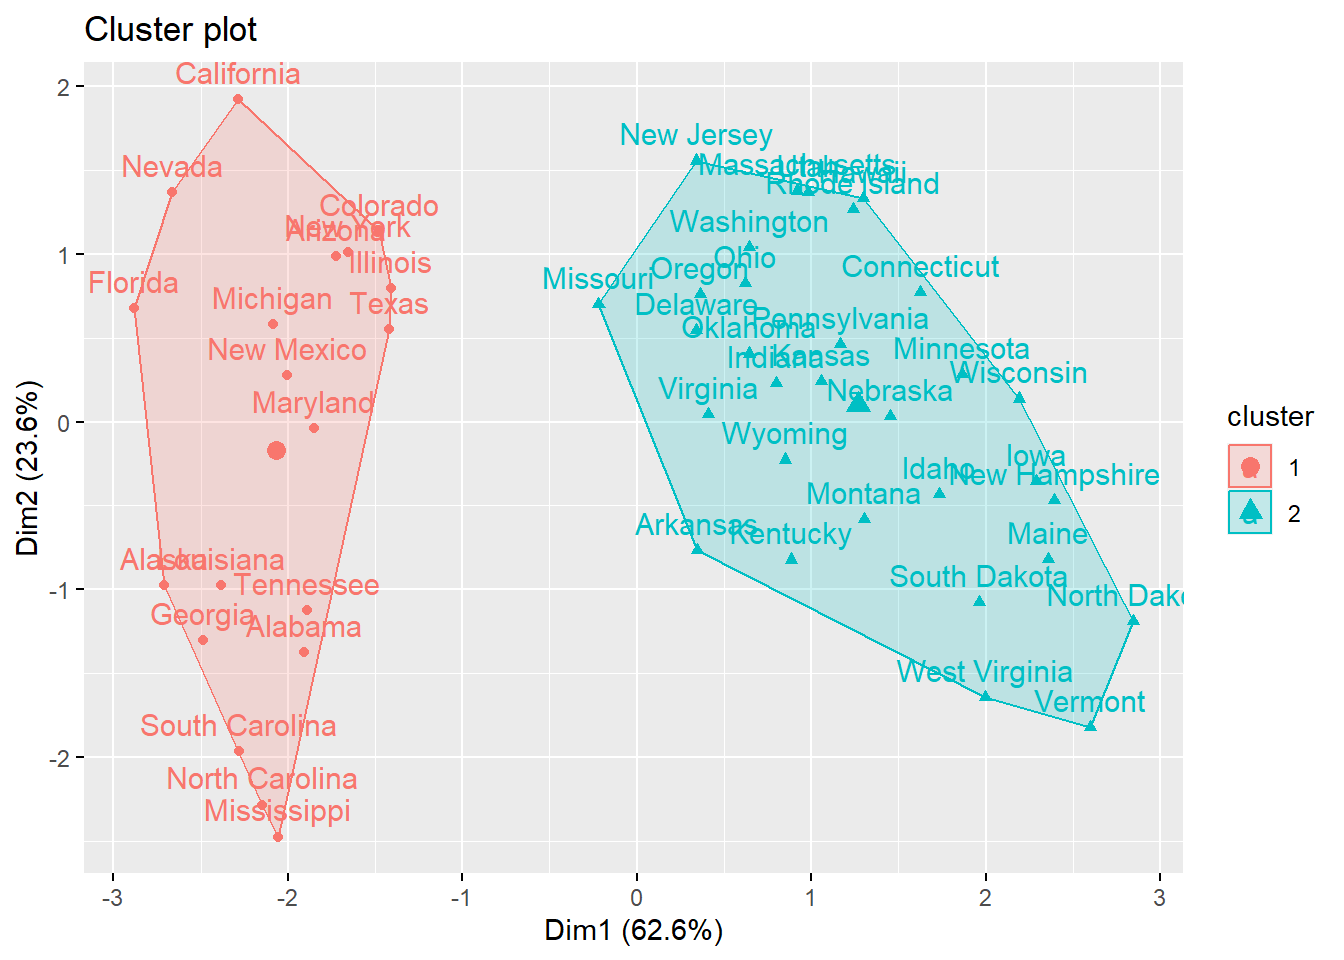 Cluster plot
California
Nevada
Colorado
New York
Arizona
Illinois
Florida
Michigan
Texas
New Mexico
Maryland
Alaska
Louisiana
Tennessee
Georgia
Alabama
South Carolina
North Carolina
Mississippi
New Jersey
Massachusetts
Utah
Hawaii
Rhode Island
Washington
Ohio
Oregon
Connecticut
Missouri
Delaware
Pennsylvania
Oklahoma
Indiana
Kansas
Minnesota
Wisconsin
Virginia
Nebraska
Wyoming
Iowa
Idaho
New Hampshire
Montana
Arkansas
Kentucky
Maine
South Dakota
North Dako
West Virginia
Vermont
2
1
0
-1
-2
Dim2 (23.6%)
-3
-2
-1
0
1
2
3
Dim1 (62.6%)
cluster
a 1
a 2